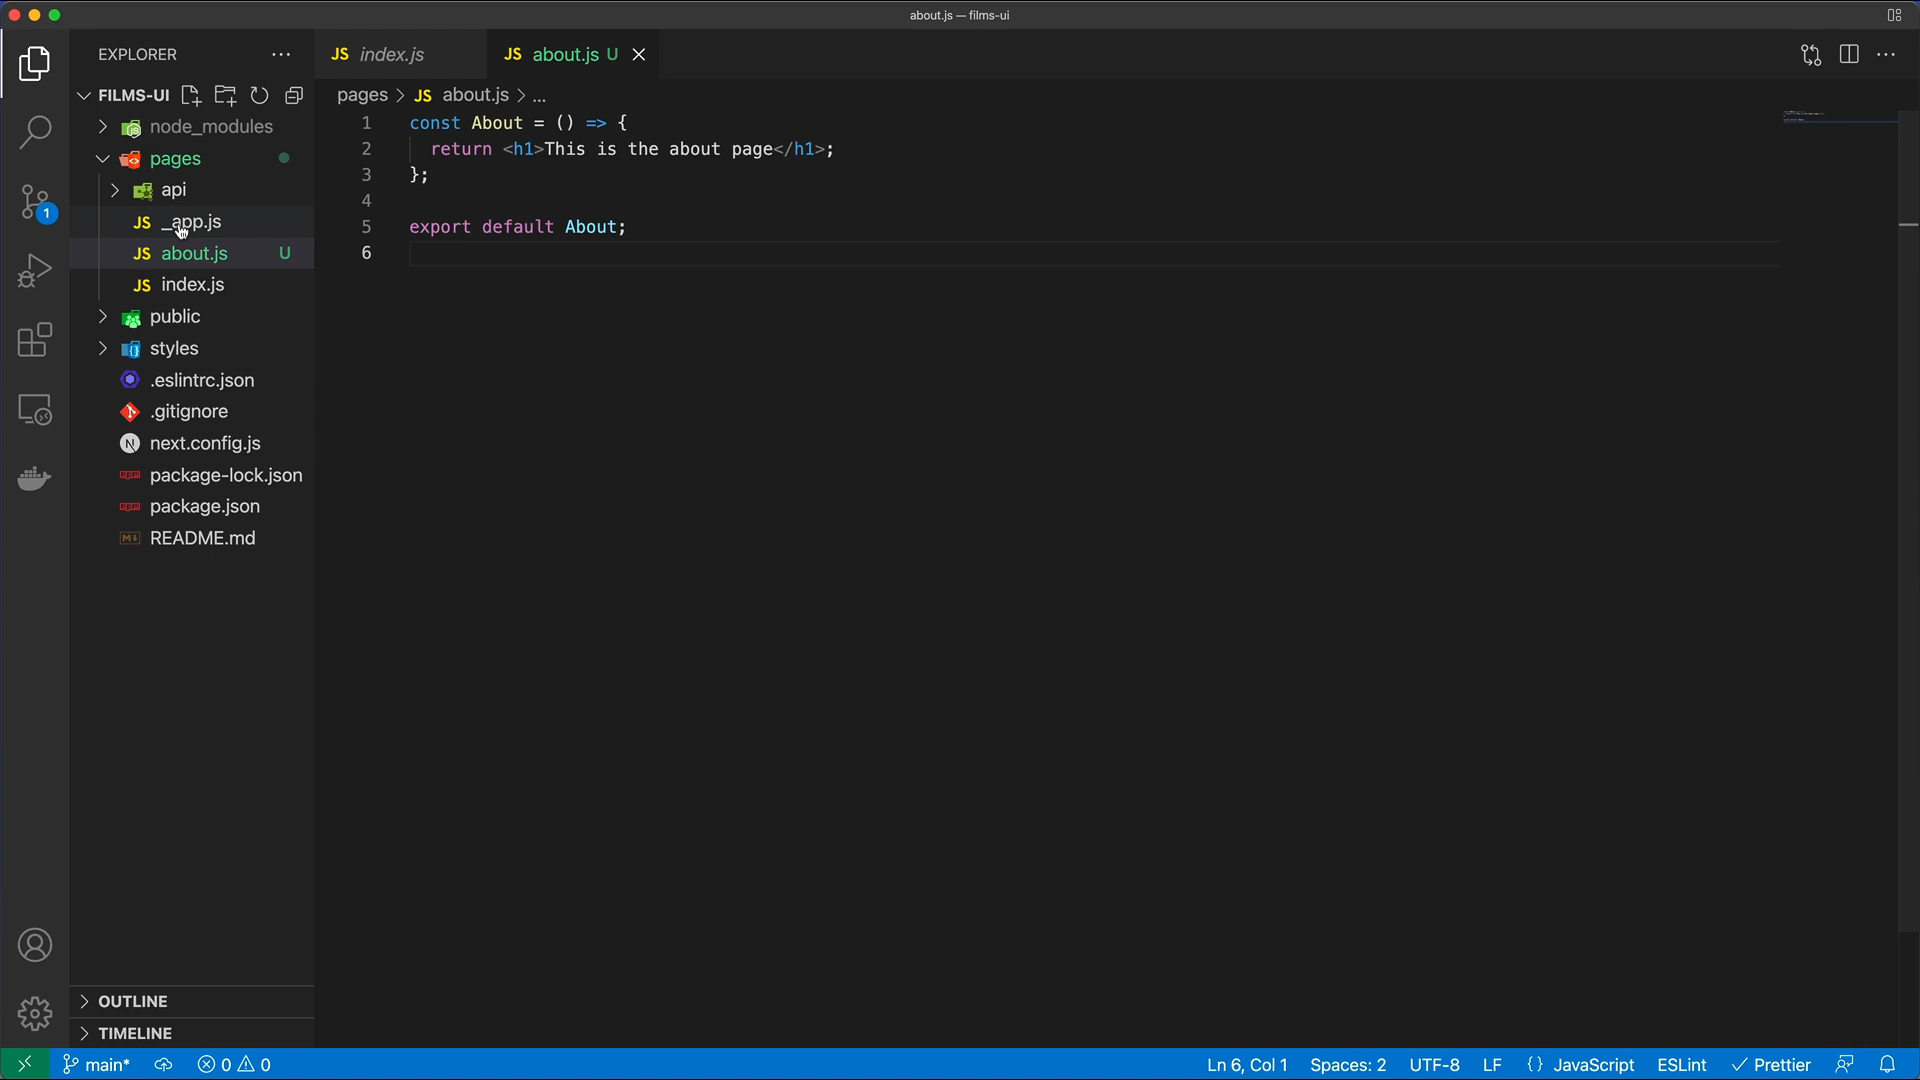 about.js — films-ui
EXPLORER
JS index.js
JS about.js U
FILMS-UI
pages > JS about.js > ...
node_modules
pages
api
JS _app.js
JS about.js U
JS index.js
public
styles
.eslintrc.json
.gitignore
N next.config.js
npm package-lock.json
npm package.json
M README.md
1 const About = () => {
2 return <h1>This is the about page</h1>;
3 };
4
5 export default About;
6
1
OUTLINE
TIMELINE
main* 0 0 Ln 6, Col 1 Spaces: 2 UTF-8 LF {} JavaScript ESLint Prettier